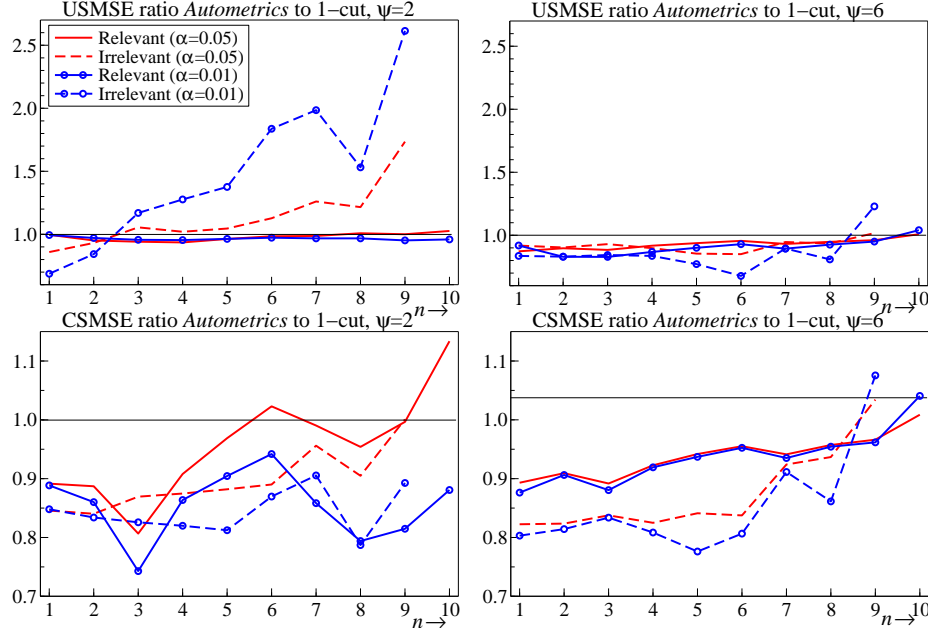 USMSE ratio Autometrics to 1−cut, ψ=2
Relevant (α=0.05)
Irrelevant (α=0.05)
Relevant (α=0.01)
Irrelevant (α=0.01)
2.5
2.0
1.5
1.0
1 2 3 4 5 6 7 8 9 10
n→
USMSE ratio Autometrics to 1−cut, ψ=6
2.5
2.0
1.5
1.0
1 2 3 4 5 6 7 8 9 10
n→
CSMSE ratio Autometrics to 1−cut, ψ=2
1.1
1.0
0.9
0.8
0.7
1 2 3 4 5 6 7 8 9 10
n→
CSMSE ratio Autometrics to 1−cut, ψ=6
1.1
1.0
0.9
0.8
0.7
1 2 3 4 5 6 7 8 9 10
n→